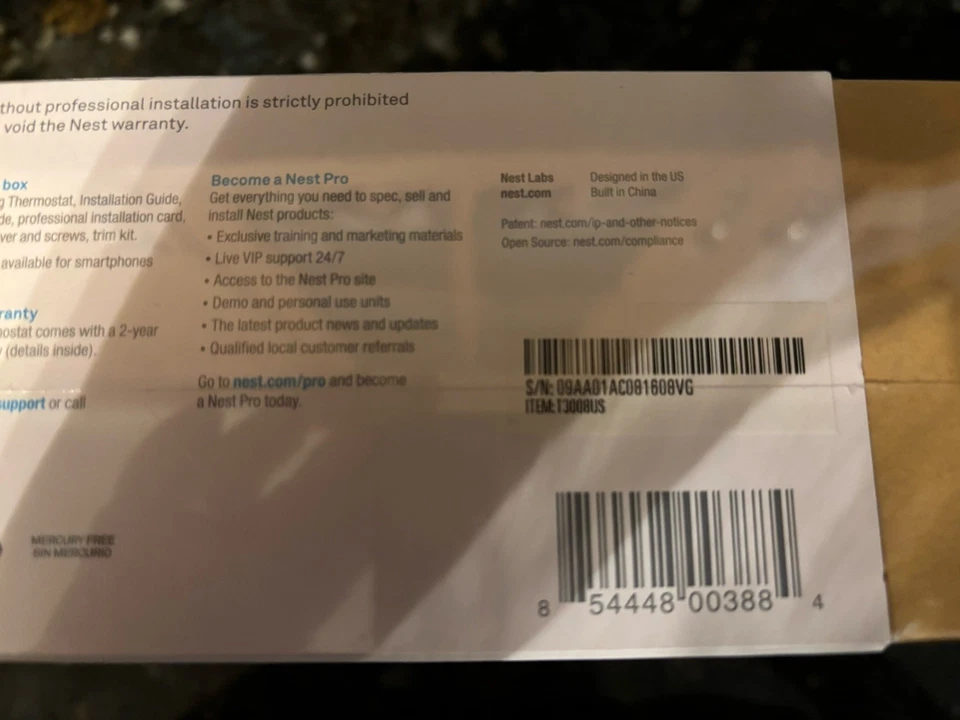 thout professional installation is strictly prohibited
void the Nest warranty.
box
g Thermostat, Installation Guide,
de, professional installation card,
ver and screws, trim kit.
available for smartphones
ranty
ostat comes with a 2-year
(details inside).
support or call
MERCURY FREE
SIN MERCURIO
Become a Nest Pro
Get everything you need to spec, sell and
install Nest products:
• Exclusive training and marketing materials
• Live VIP support 24/7
• Access to the Nest Pro site
• Demo and personal use units
• The latest product news and updates
• Qualified local customer referrals
Go to nest.com/pro and become
a Nest Pro today.
Nest Labs
nest.com
Designed in the US
Built in China
Patent: nest.com/ip-and-other-notices
Open Source: nest.com/compliance
S/N: 09AA01AC081608VG
ITEM:T3008US
8 54448 00388 4